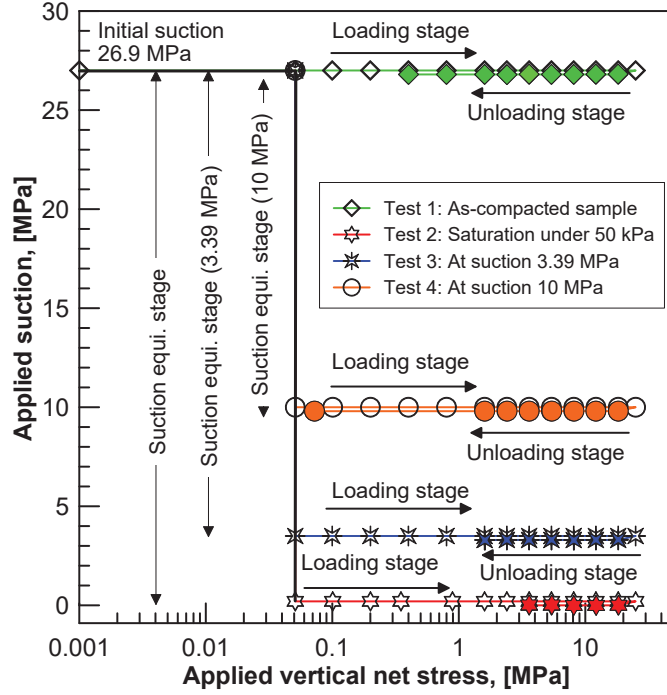 Applied suction, [MPa]
30
25
20
15
10
5
0
Initial suction
26.9 MPa
Loading stage
Unloading stage
Suction equi. stage
Suction equi. stage (3.39 MPa)
Suction equi. stage (10 MPa)
Test 1: As-compacted sample
Test 2: Saturation under 50 kPa
Test 3: At suction 3.39 MPa
Test 4: At suction 10 MPa
Loading stage
Unloading stage
Loading stage
Loading stage
Unloading stage
0.001
0.01
0.1
1
10
Applied vertical net stress, [MPa]